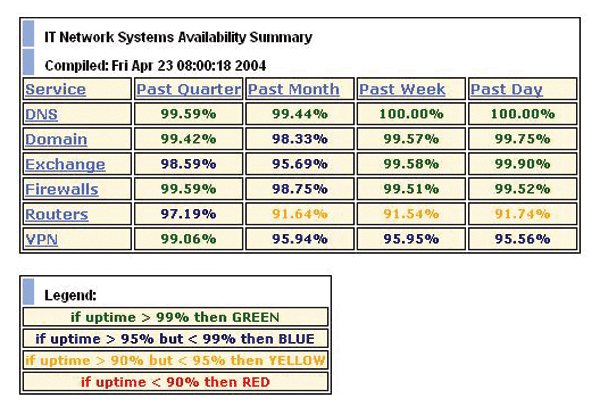 IT Network Systems Availability Summary
Compiled: Fri Apr 23 08:00:18 2004
Service Past Quarter Past Month Past Week Past Day
DNS 99.59% 99.44% 100.00% 100.00%
Domain 99.42% 98.33% 99.57% 99.75%
Exchange 98.59% 95.69% 99.58% 99.90%
Firewalls 99.59% 98.75% 99.51% 99.52%
Routers 97.19% 91.64% 91.54% 91.74%
VPN 99.06% 95.94% 95.95% 95.56%
Legend:
if uptime > 99% then GREEN
if uptime > 95% but < 99% then BLUE
if uptime > 90% but < 95% then YELLOW
if uptime < 90% then RED